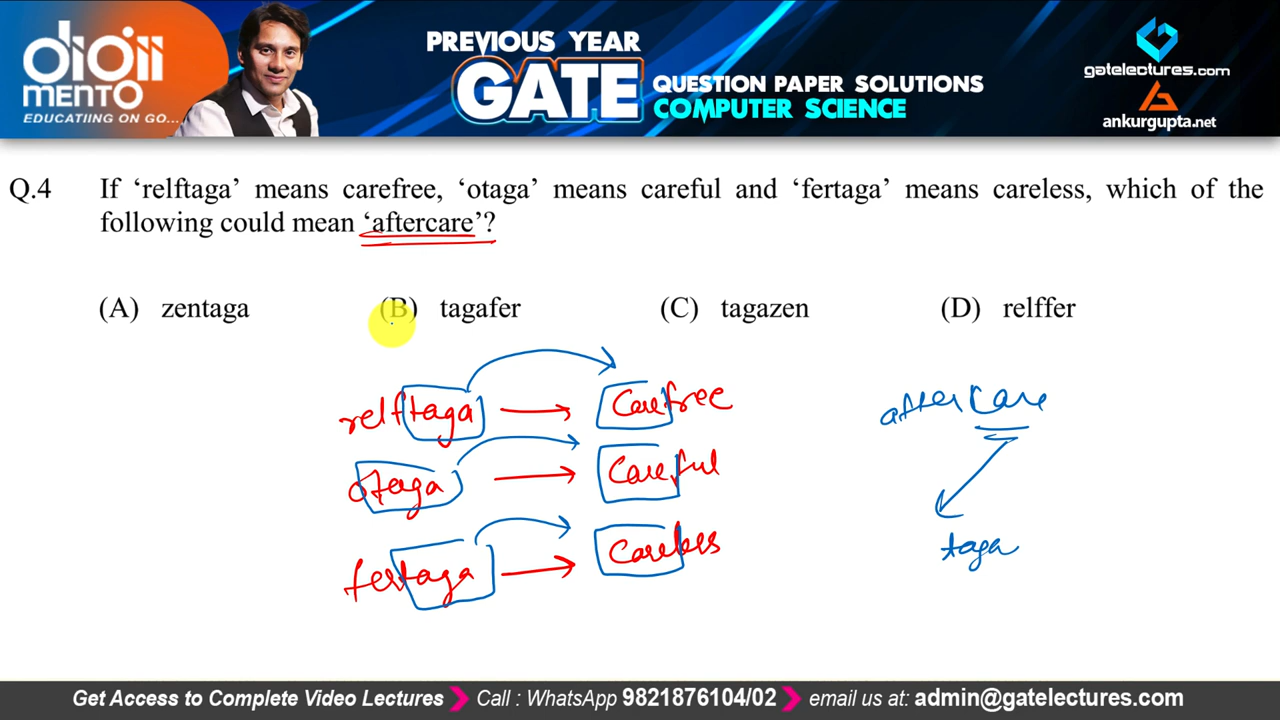 DIGII
MENTO
EDUCATIING ON GO...
PREVIOUS YEAR
GATE
QUESTION PAPER SOLUTIONS
COMPUTER SCIENCE
gatelectures.com
ankurgupta.net
Q.4 If ‘relftaga’ means carefree, ‘otaga’ means careful and ‘fertaga’ means careless, which of the
following could mean ‘aftercare’?
(A) zentaga (B) tagafer (C) tagazen (D) relffer
relftaga → Carefree
otaga → Careful
fertaga → Careless
aftercare
taga
Get Access to Complete Video Lectures Call : WhatsApp 9821876104/02 email us at: admin@gatelectures.com